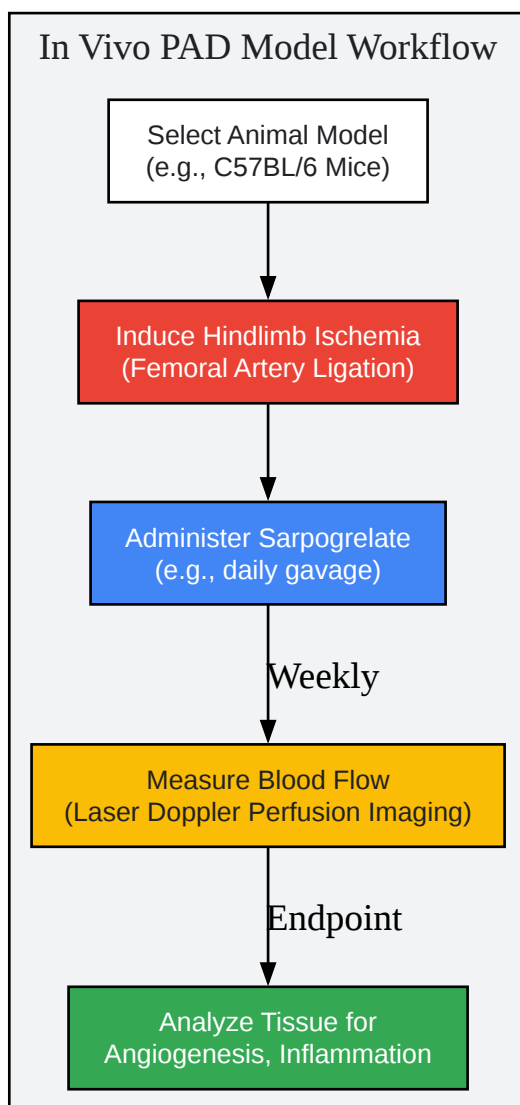 In Vivo PAD Model Workflow
Select Animal Model
(e.g., C57BL/6 Mice)
Induce Hindlimb Ischemia
(Femoral Artery Ligation)
Administer Sarpogrelate
(e.g., daily gavage)
Weekly
Measure Blood Flow
(Laser Doppler Perfusion Imaging)
Endpoint
Analyze Tissue for
Angiogenesis, Inflammation